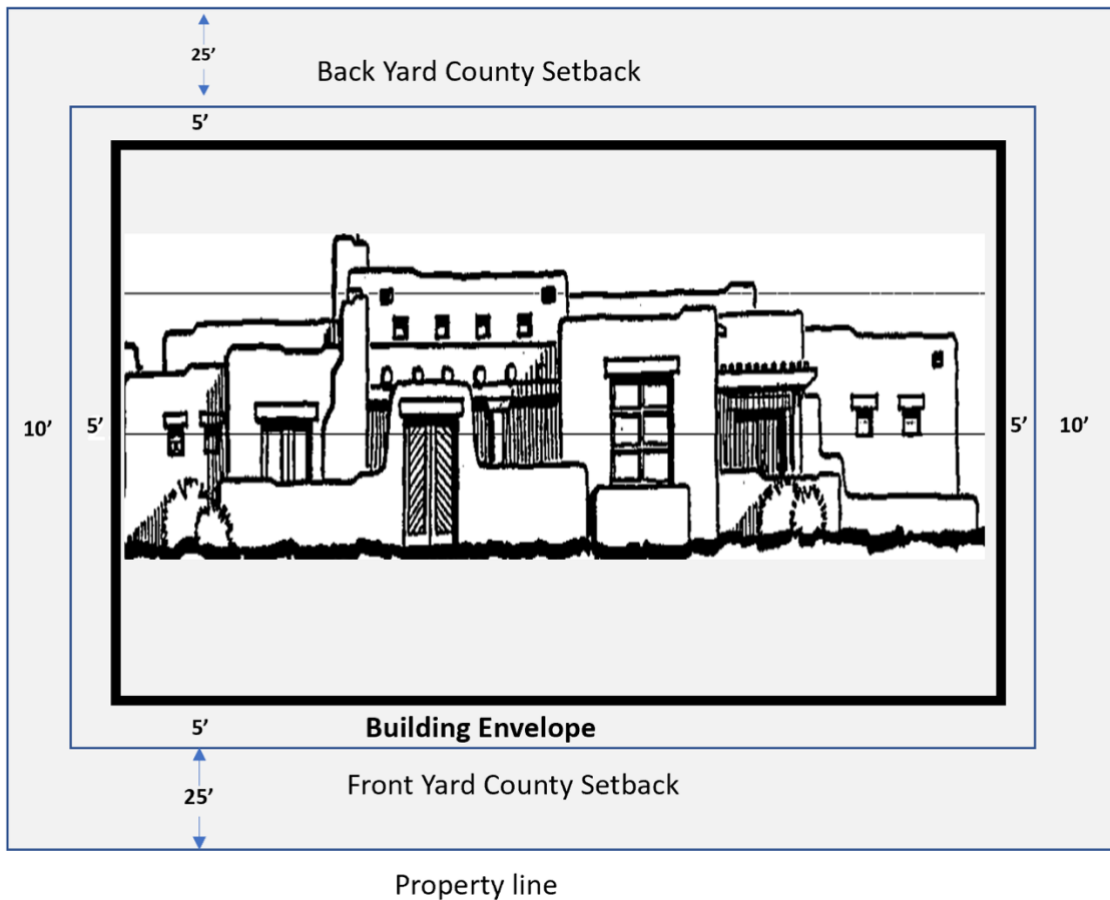 25’
Back Yard County Setback
5’
10’
5’
5’
10’
5’
Building Envelope
25’
Front Yard County Setback
Property line